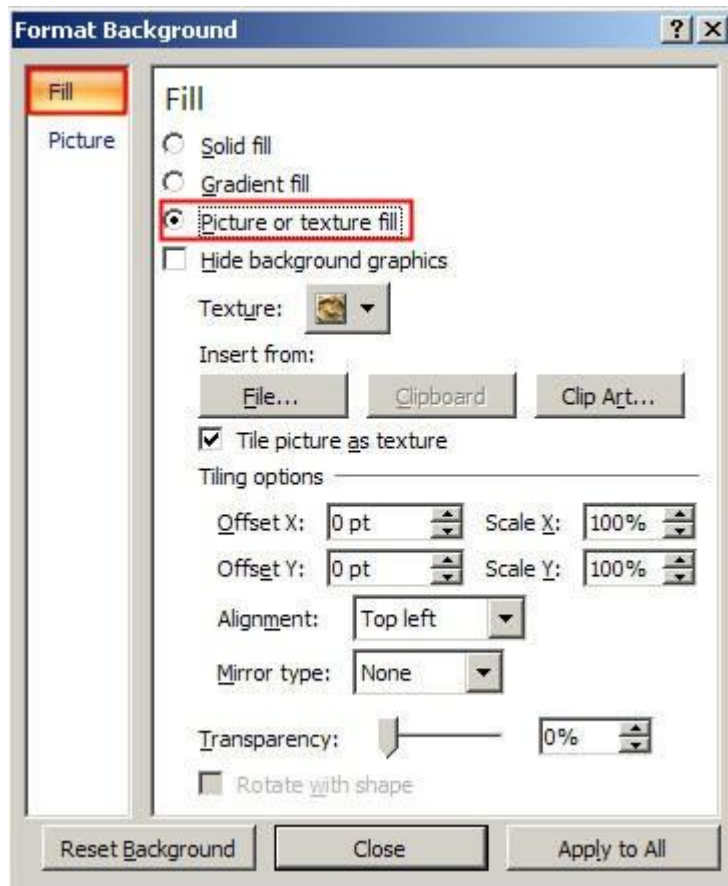 Format Background
Fill
Picture
Fill
Solid fill
Gradient fill
Picture or texture fill
Hide background graphics
Texture:
Insert from:
File... Clipboard Clip Art...
Tile picture as texture
Tiling options
Offset X: 0 pt Scale X: 100%
Offset Y: 0 pt Scale Y: 100%
Alignment: Top left
Mirror type: None
Transparency: 0%
Rotate with shape
Reset Background Close Apply to All